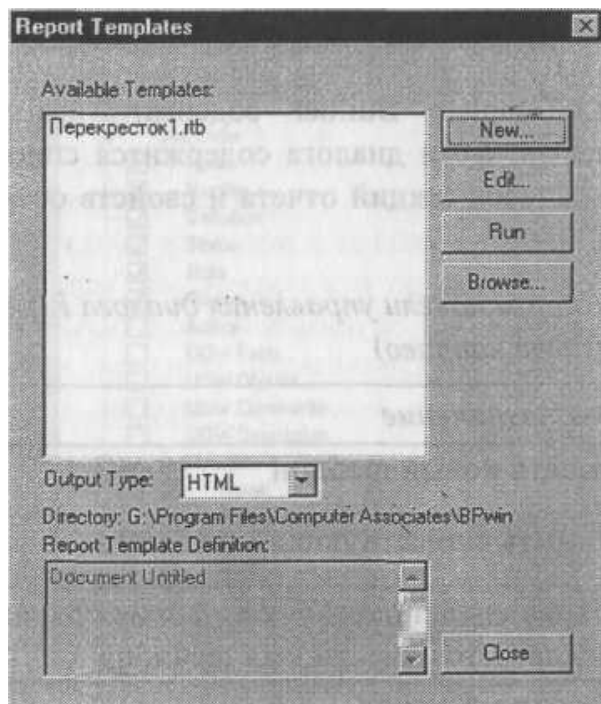 Report Templates
Available Templates:
Перекресток1.rtb
New...
Edit...
Run
Browse...
Output Type: HTML
Directory: G:\Program Files\Computer Associates\BPwin
Report Template Definition:
Document Untitled
Close